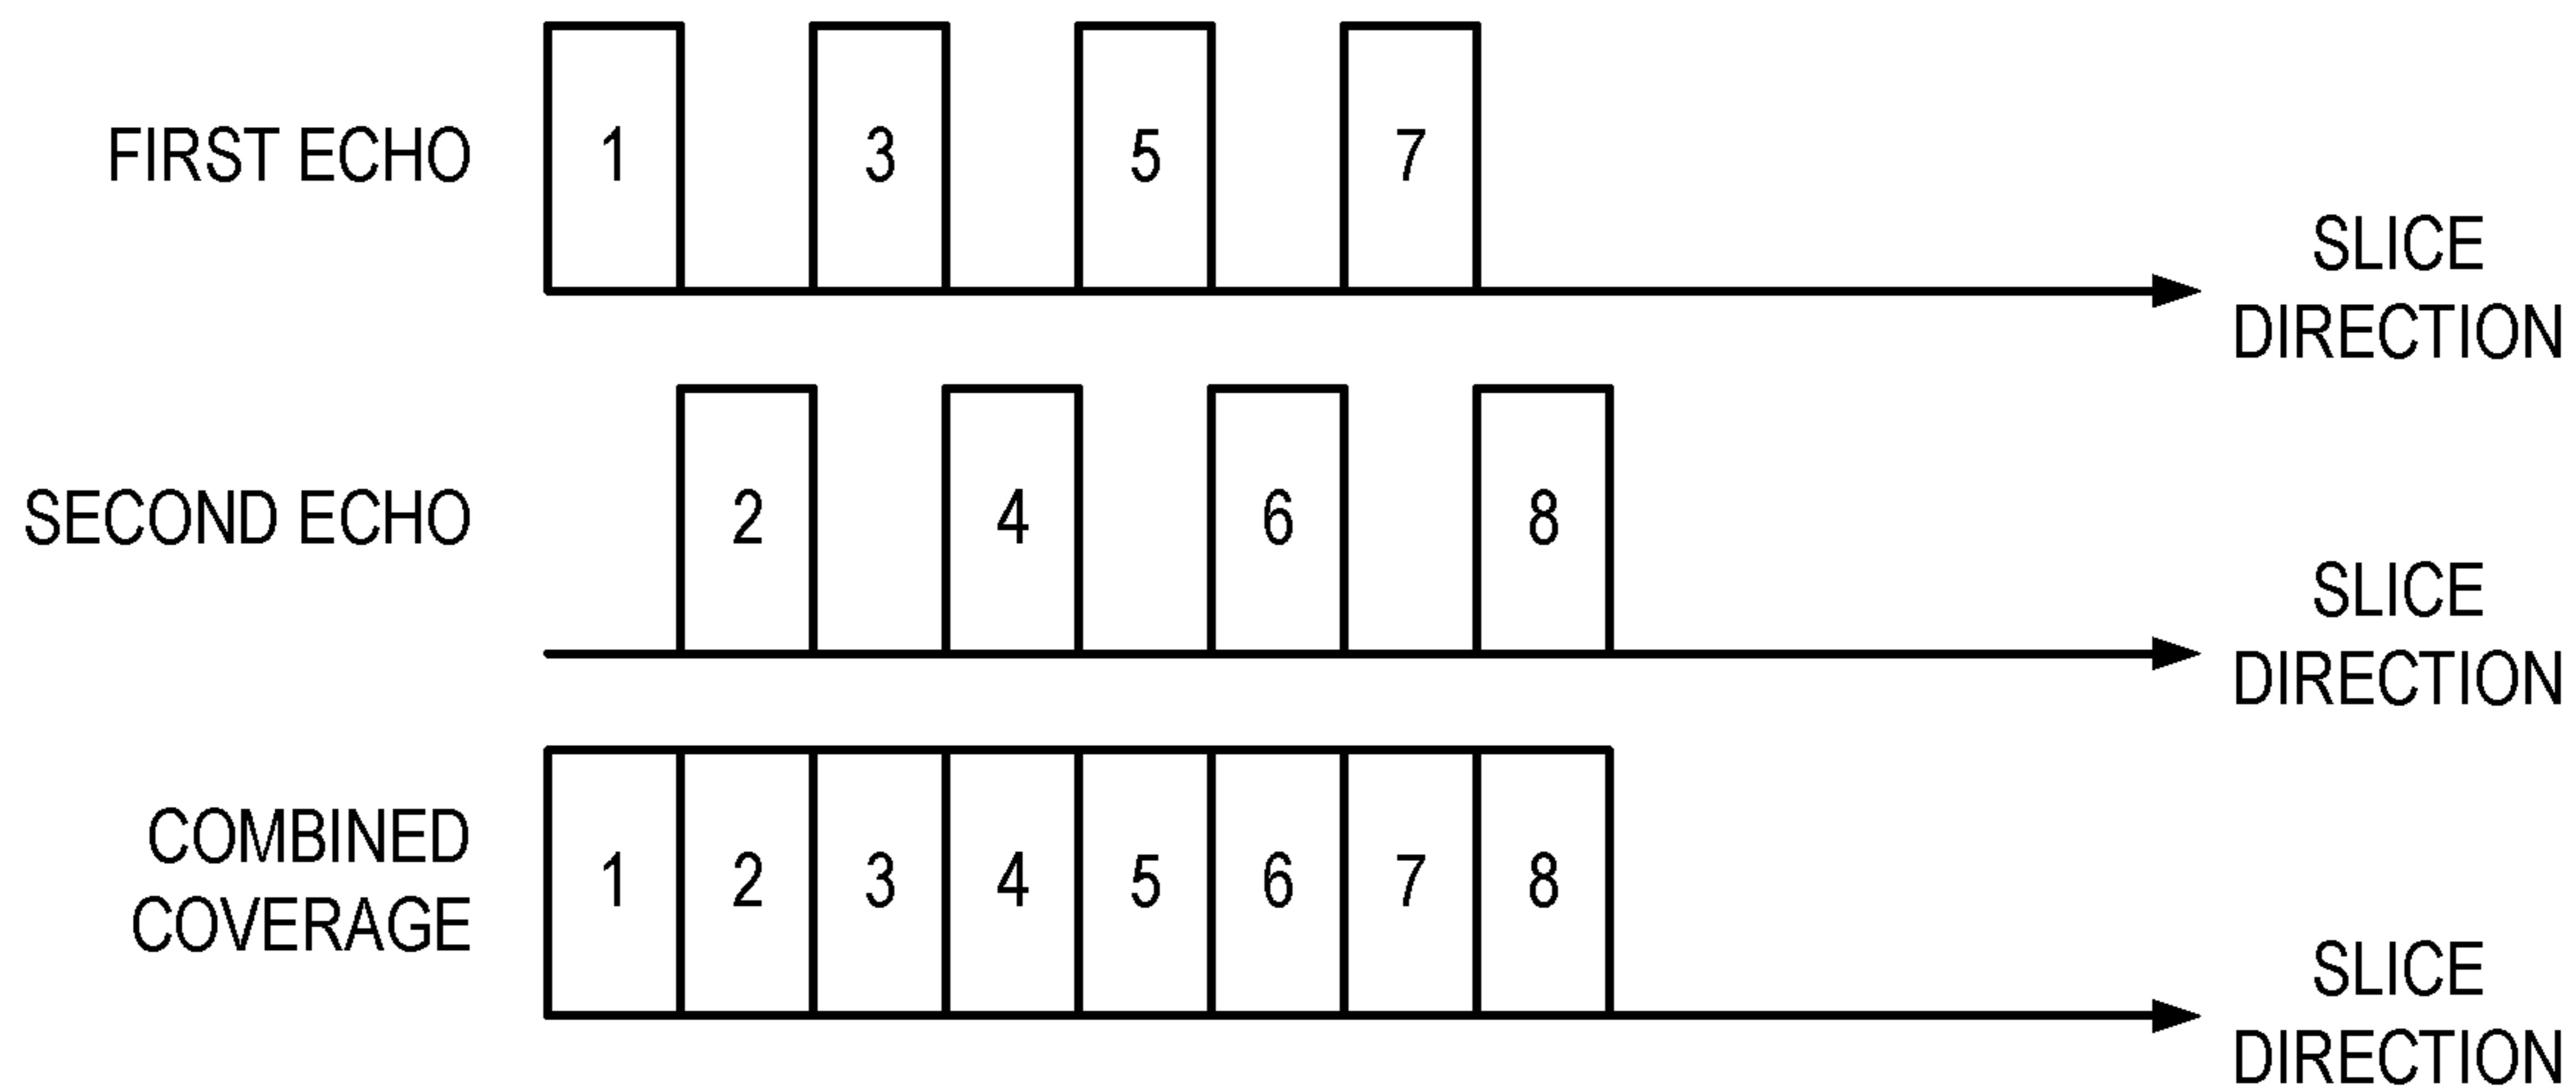 FIRST ECHO
1 3 5 7
SLICE
DIRECTION
SECOND ECHO
2 4 6 8
SLICE
DIRECTION
COMBINED
COVERAGE
1 2 3 4 5 6 7 8
SLICE
DIRECTION